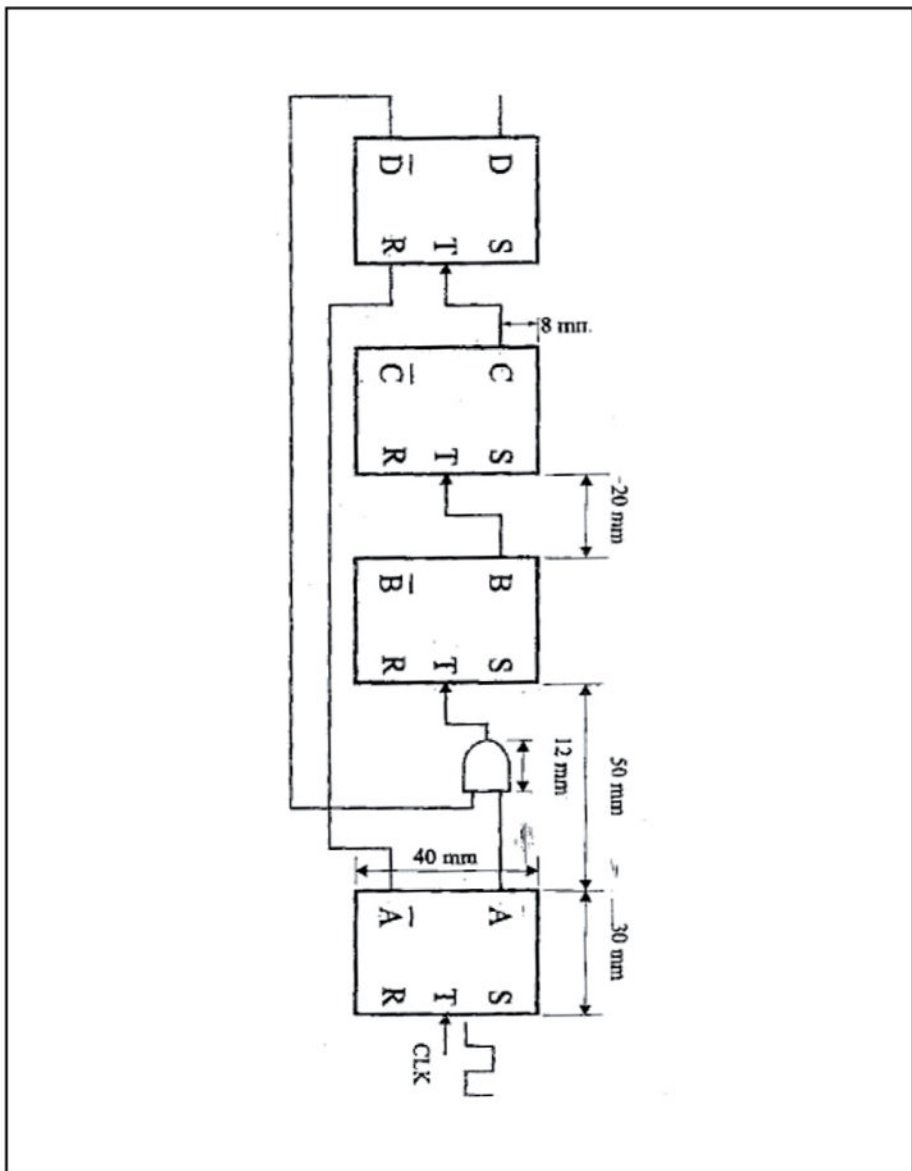 20 mm
50 mm
30 mm
12 mm
8 mm
D S
C S
B S
A S
T
T
T
T
CLK
40 mm
D̅ R
C̅ R
B̅ R
A̅ R